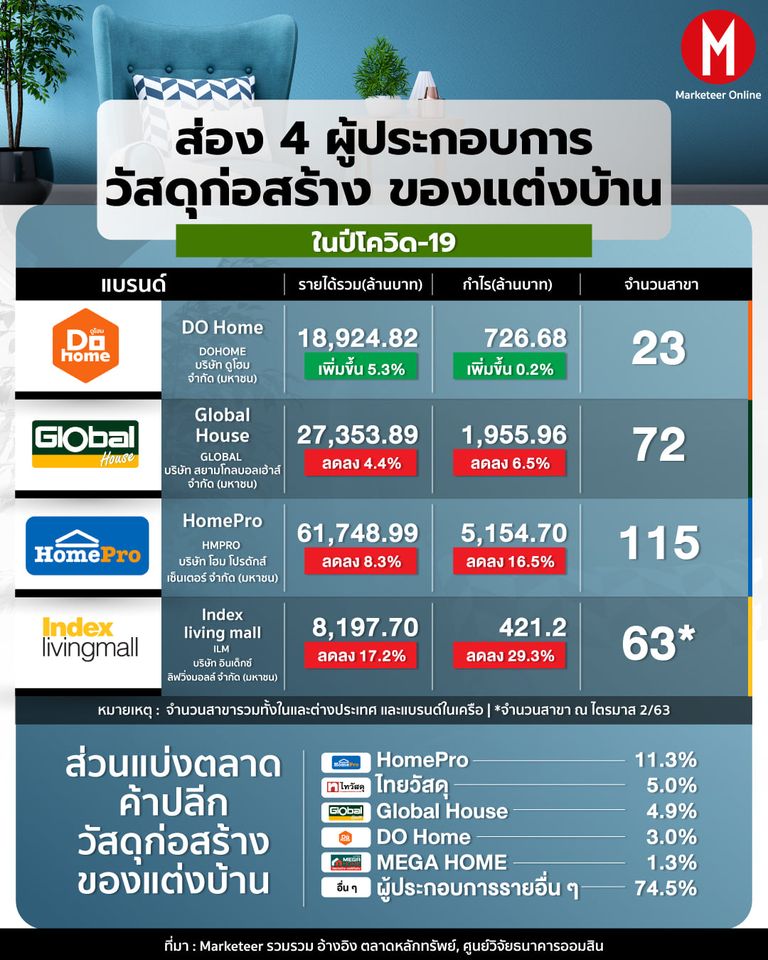 M
Marketeer Online
ส่อง 4 ผู้ประกอบการ
วัสดุก่อสร้าง ของแต่งบ้าน
ในปีโควิด-19
แบรนด์ รายได้รวม(ล้านบาท) กำไร(ล้านบาท) จำนวนสาขา
ดูโฮม
Do
home
DO Home
DOHOME
บริษัท ดูโฮม
จำกัด (มหาชน)
18,924.82
เพิ่มขึ้น 5.3%
726.68
เพิ่มขึ้น 0.2%
23
Global
House
Global
House
GLOBAL
บริษัท สยามโกลบอลเฮ้าส์
จำกัด (มหาชน)
27,353.89
ลดลง 4.4%
1,955.96
ลดลง 6.5%
72
HomePro
HomePro
HMPRO
บริษัท โฮม โปรดักส์
เซ็นเตอร์ จำกัด (มหาชน)
61,748.99
ลดลง 8.3%
5,154.70
ลดลง 16.5%
115
Index
livingmall
Index
living mall
ILM
บริษัท อินเด็กซ์
ลิฟวิ่งมอลล์ จำกัด (มหาชน)
8,197.70
ลดลง 17.2%
421.2
ลดลง 29.3%
63*
หมายเหตุ : จำนวนสาขารวมทั้งในและต่างประเทศ และแบรนด์ในเครือ | *จำนวนสาขา ณ ไตรมาส 2/63
ส่วนแบ่งตลาด
ค้าปลีก
วัสดุก่อสร้าง
ของแต่งบ้าน
HomePro HomePro 11.3%
ไทวัสดุ ไทยวัสดุ 5.0%
Global Global House 4.9%
Do DO Home 3.0%
MEGA HOME MEGA HOME 1.3%
อื่น ๆ ผู้ประกอบการรายอื่น ๆ 74.5%
ที่มา : Marketeer รวมรวม อ้างอิง ตลาดหลักทรัพย์, ศูนย์วิจัยธนาคารออมสิน